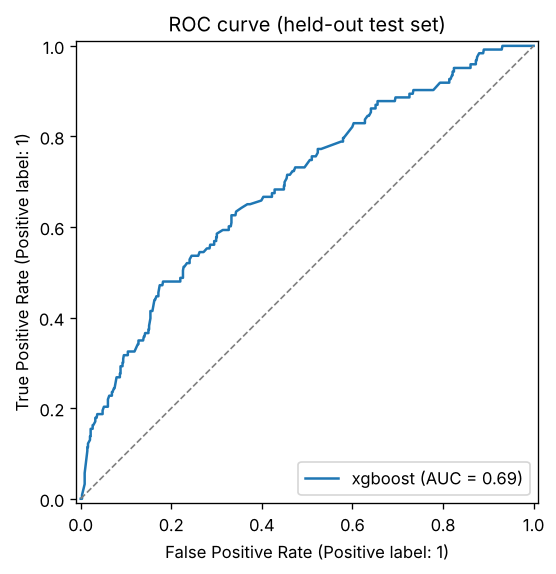 ROC curve (held-out test set)
True Positive Rate (Positive label: 1)
1.0
0.8
0.6
0.4
0.2
0.0
xgboost (AUC = 0.69)
0.0 0.2 0.4 0.6 0.8 1.0
False Positive Rate (Positive label: 1)